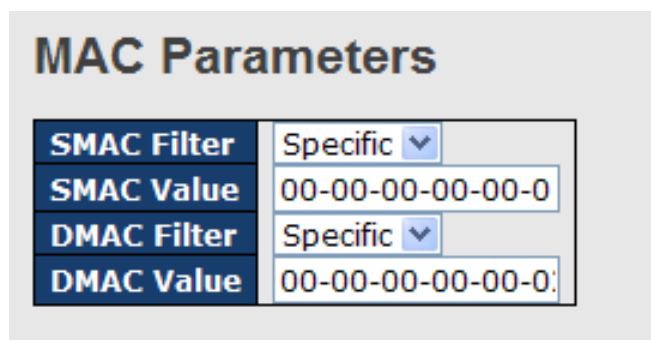 MAC Parameters
SMAC Filter Specific
SMAC Value 00-00-00-00-00-0
DMAC Filter Specific
DMAC Value 00-00-00-00-00-0